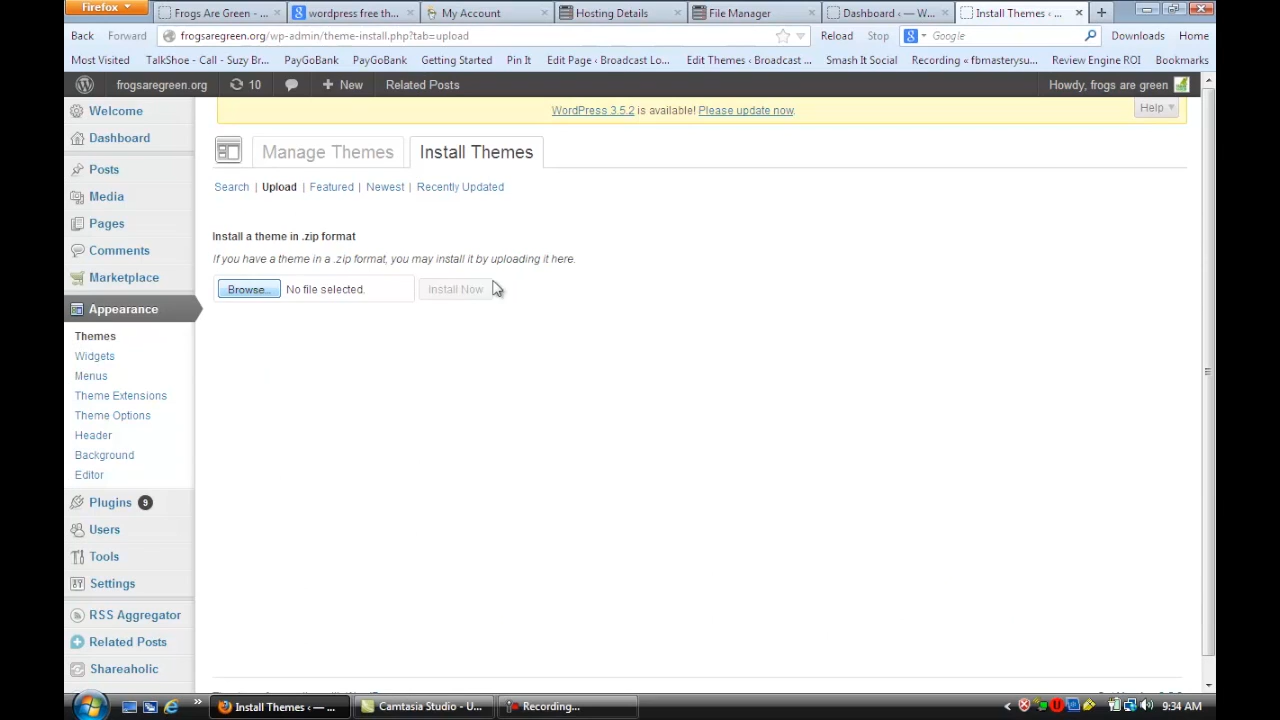 Firefox
Frogs Are Green - ...
wordpress free th...
My Account
Hosting Details
File Manager
Dashboard ‹ — W...
Install Themes ‹ ...
Back
Forward
frogsaregreen.org/wp-admin/theme-install.php?tab=upload
Reload
Stop
Google
Downloads
Home
Most Visited
TalkShoe - Call - Suzy Br...
PayGoBank
PayGoBank
Getting Started
Pin It
Edit Page ‹ Broadcast Lo...
Edit Themes ‹ Broadcast ...
Smash It Social
Recording « fbmasterysu...
Review Engine ROI
Bookmarks
frogsaregreen.org
10
New
Related Posts
Howdy, frogs are green
WordPress 3.5.2 is available! Please update now.
Help
Welcome
Dashboard
Posts
Media
Pages
Comments
Marketplace
Appearance
Themes
Widgets
Menus
Theme Extensions
Theme Options
Header
Background
Editor
Plugins 9
Users
Tools
Settings
RSS Aggregator
Related Posts
Shareaholic
Manage Themes
Install Themes
Search | Upload | Featured | Newest | Recently Updated
Install a theme in .zip format
If you have a theme in a .zip format, you may install it by uploading it here.
Browse... No file selected.
Install Now
Install Themes ‹ — ...
Camtasia Studio - U...
Recording...
9:34 AM